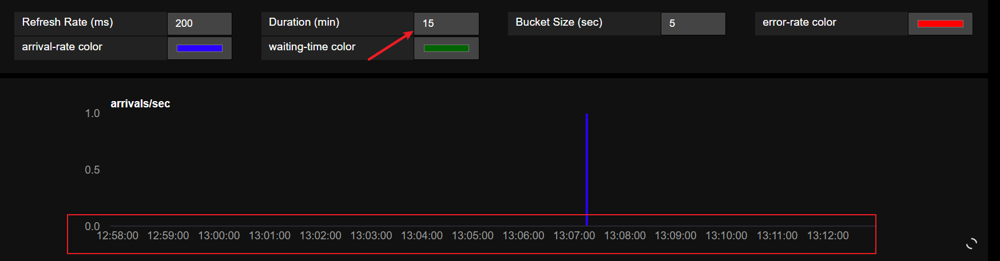 Refresh Rate (ms) 200 Duration (min) 15 Bucket Size (sec) 5 error-rate color
arrival-rate color waiting-time color
arrivals/sec
1.0
0.5
0.0
12:58:00 12:59:00 13:00:00 13:01:00 13:02:00 13:03:00 13:04:00 13:05:00 13:06:00 13:07:00 13:08:00 13:09:00 13:10:00 13:11:00 13:12:00